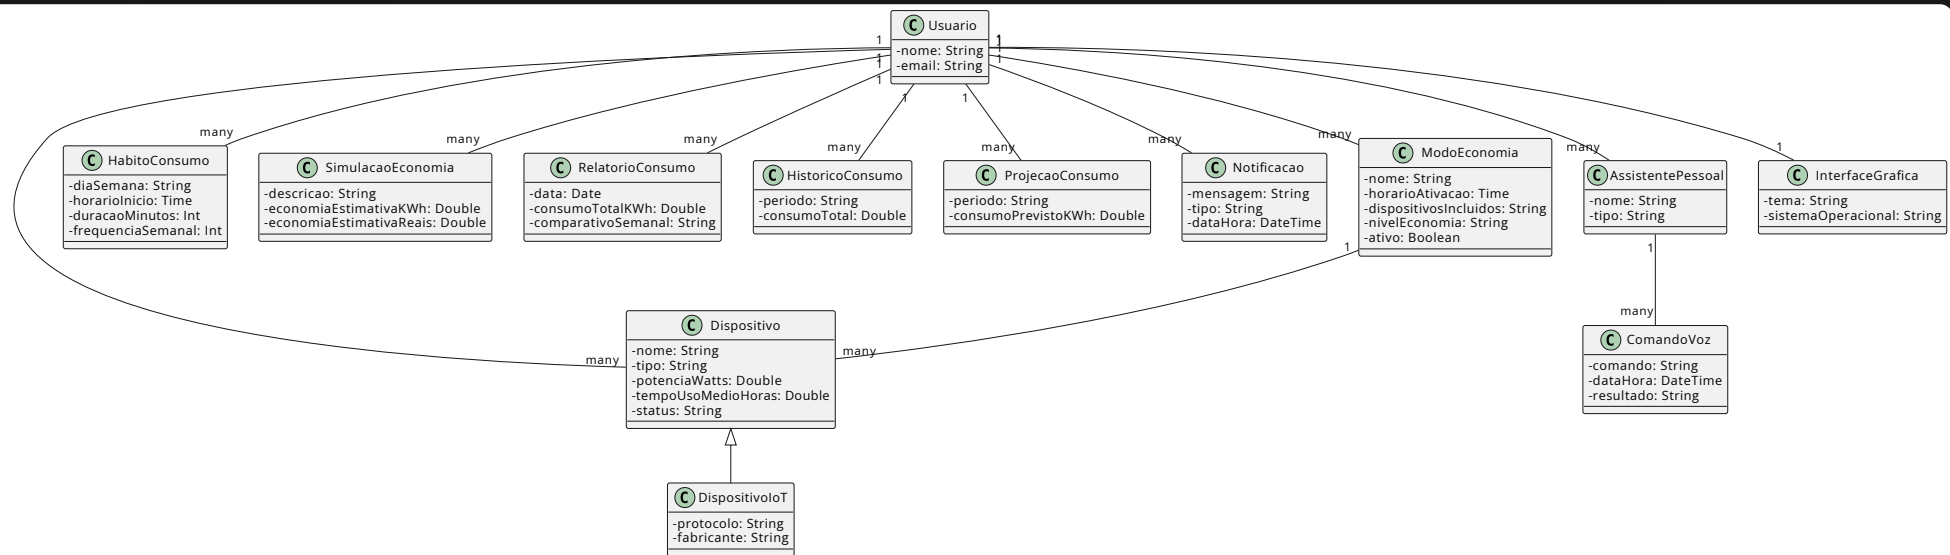 C Usuario
-nome: String
-email: String
1
1
1
1
1
1
1
1
1
1
many
many
many
many
many
many
many
many
1
C HabitoConsumo
-diaSemana: String
-horarioInicio: Time
-duracaoMinutos: Int
-frequenciaSemanal: Int
C SimulacaoEconomia
-descricao: String
-economiaEstimativaKWh: Double
-economiaEstimativaReais: Double
C RelatorioConsumo
-data: Date
-consumoTotalKWh: Double
-comparativoSemanal: String
C HistoricoConsumo
-periodo: String
-consumoTotal: Double
C ProjecaoConsumo
-periodo: String
-consumoPrevistoKWh: Double
C Notificacao
-mensagem: String
-tipo: String
-dataHora: DateTime
C ModoEconomia
-nome: String
-horarioAtivacao: Time
-dispositivosIncluidos: String
-nivelEconomia: String
-ativo: Boolean
C AssistentePessoal
-nome: String
-tipo: String
C InterfaceGrafica
-tema: String
-sistemaOperacional: String
1
1
many
many
many
C Dispositivo
-nome: String
-tipo: String
-potenciaWatts: Double
-tempoUsoMedioHoras: Double
-status: String
C ComandoVoz
-comando: String
-dataHora: DateTime
-resultado: String
C DispositivoIoT
-protocolo: String
-fabricante: String